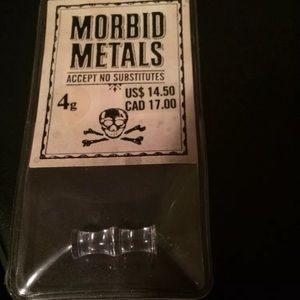 MORBID
METALS
ACCEPT NO SUBSTITUTES
4g
US$ 14.50
CAD 17.00